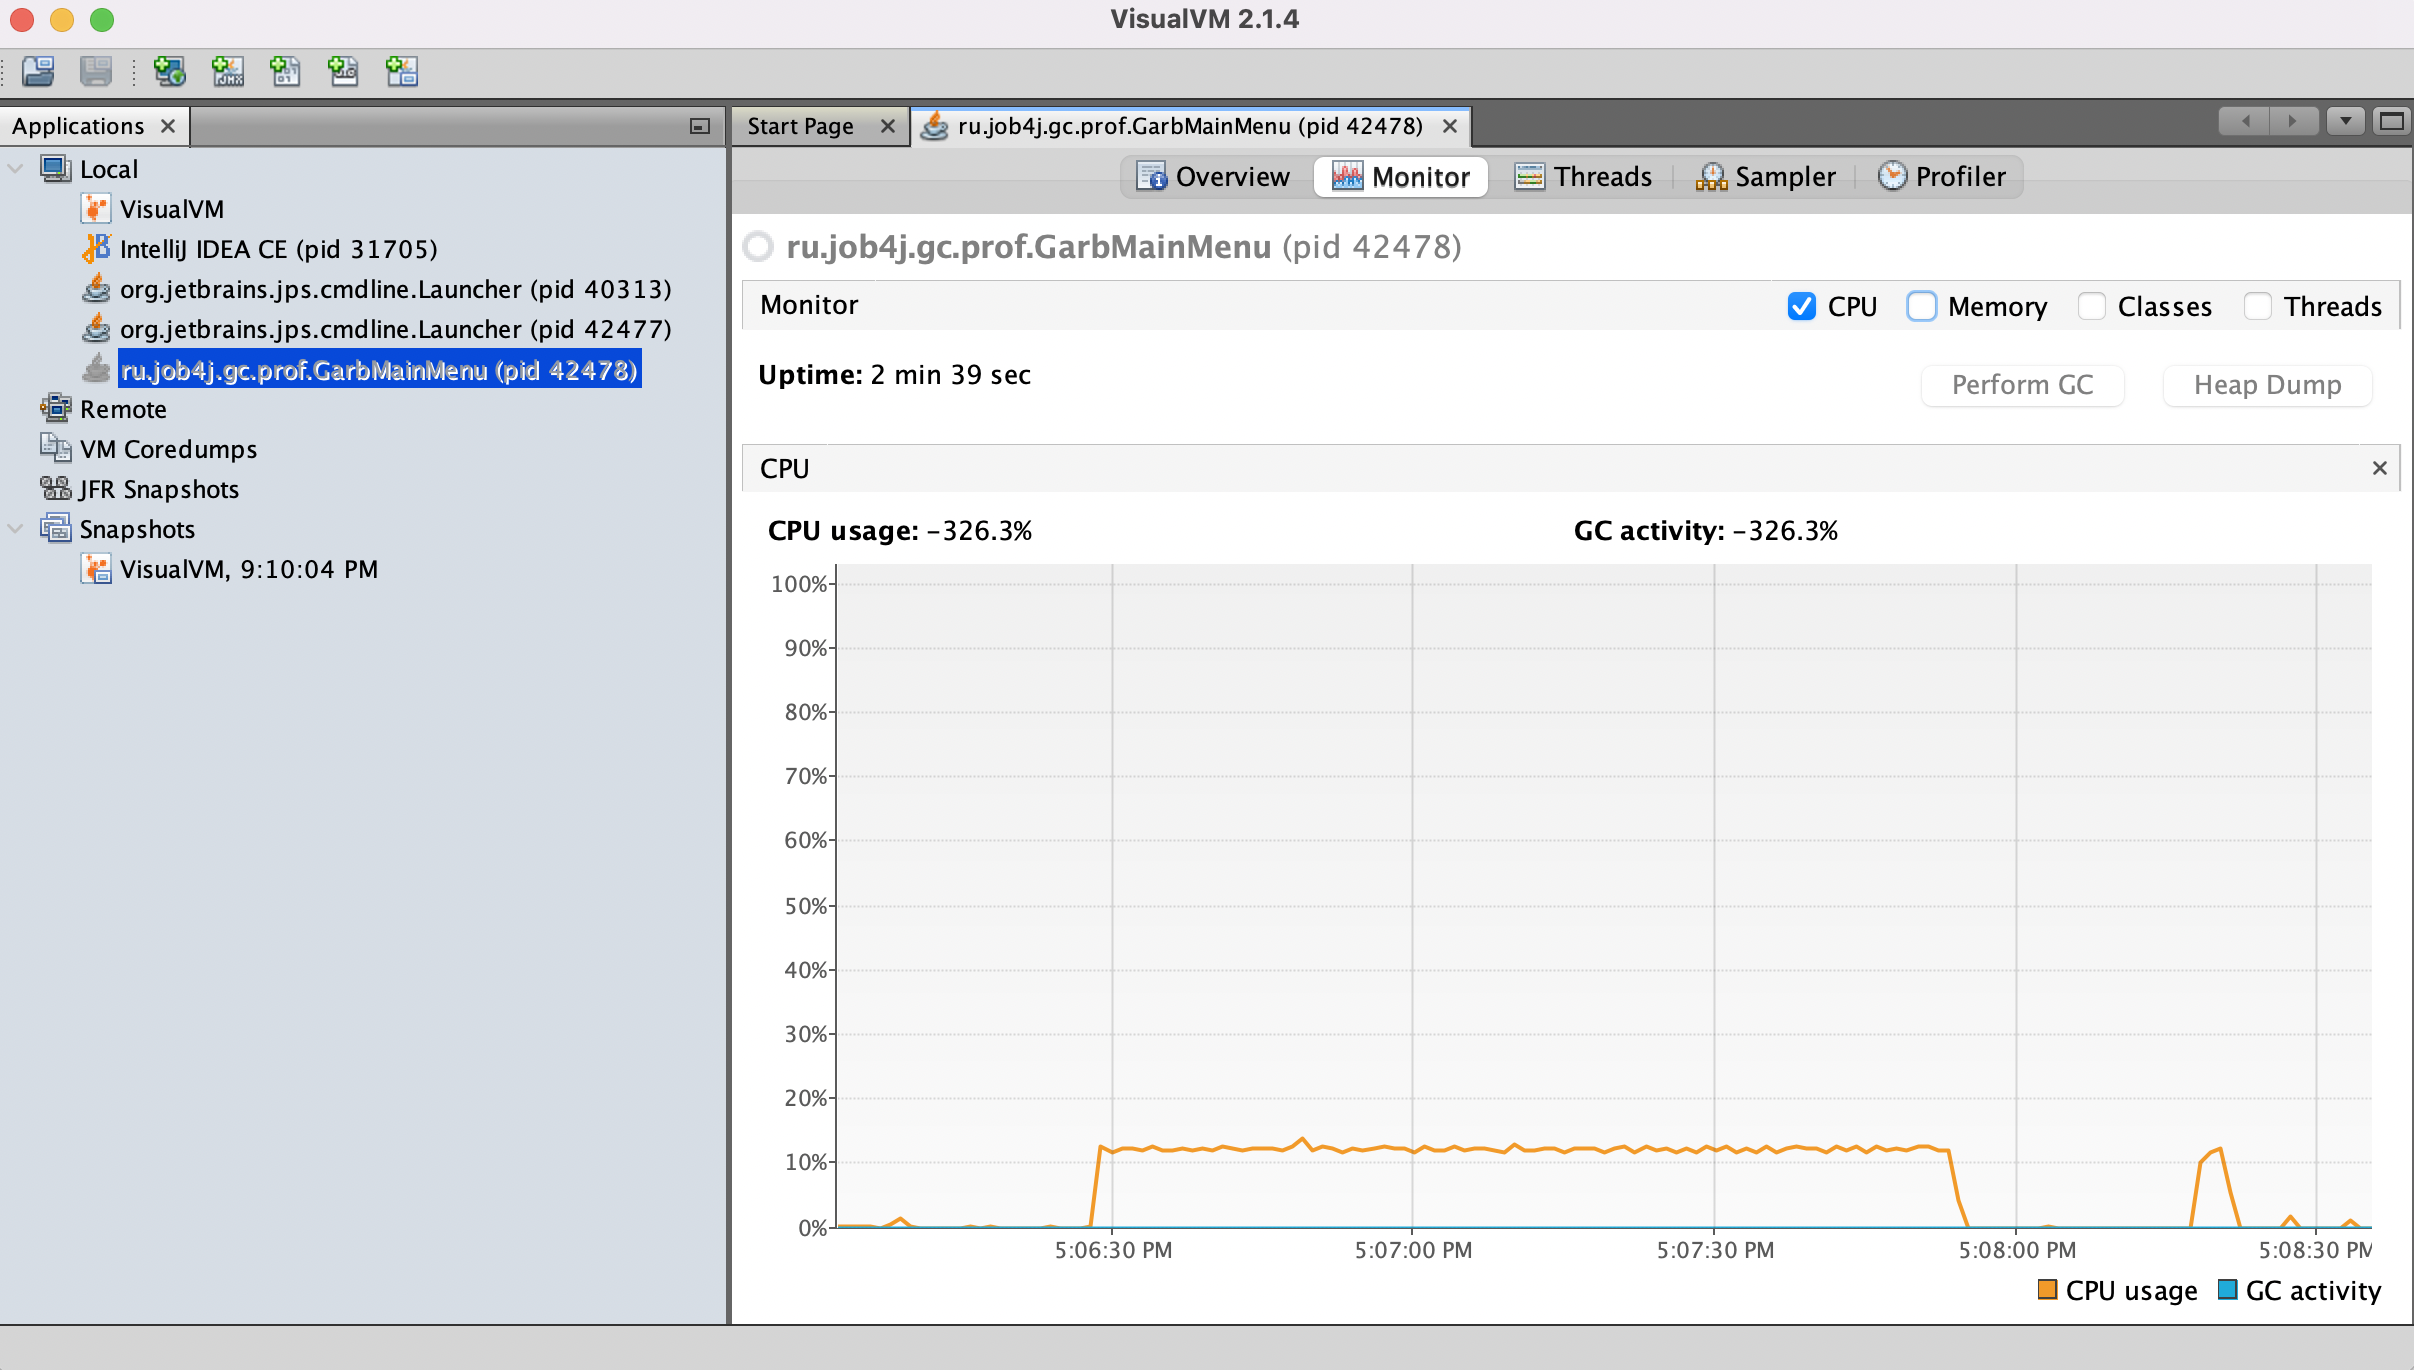 VisualVM 2.1.4
Applications
Start Page
ru.job4j.gc.prof.GarbMainMenu (pid 42478)
Local
VisualVM
IntelliJ IDEA CE (pid 31705)
org.jetbrains.jps.cmdline.Launcher (pid 40313)
org.jetbrains.jps.cmdline.Launcher (pid 42477)
ru.job4j.gc.prof.GarbMainMenu (pid 42478)
Remote
VM Coredumps
JFR Snapshots
Snapshots
VisualVM, 9:10:04 PM
Overview Monitor Threads Sampler Profiler
ru.job4j.gc.prof.GarbMainMenu (pid 42478)
Monitor CPU Memory Classes Threads
Uptime: 2 min 39 sec
Perform GC Heap Dump
CPU
CPU usage: -326.3% GC activity: -326.3%
100%
90%
80%
70%
60%
50%
40%
30%
20%
10%
0%
5:06:30 PM 5:07:00 PM 5:07:30 PM 5:08:00 PM 5:08:30 PM
CPU usage GC activity